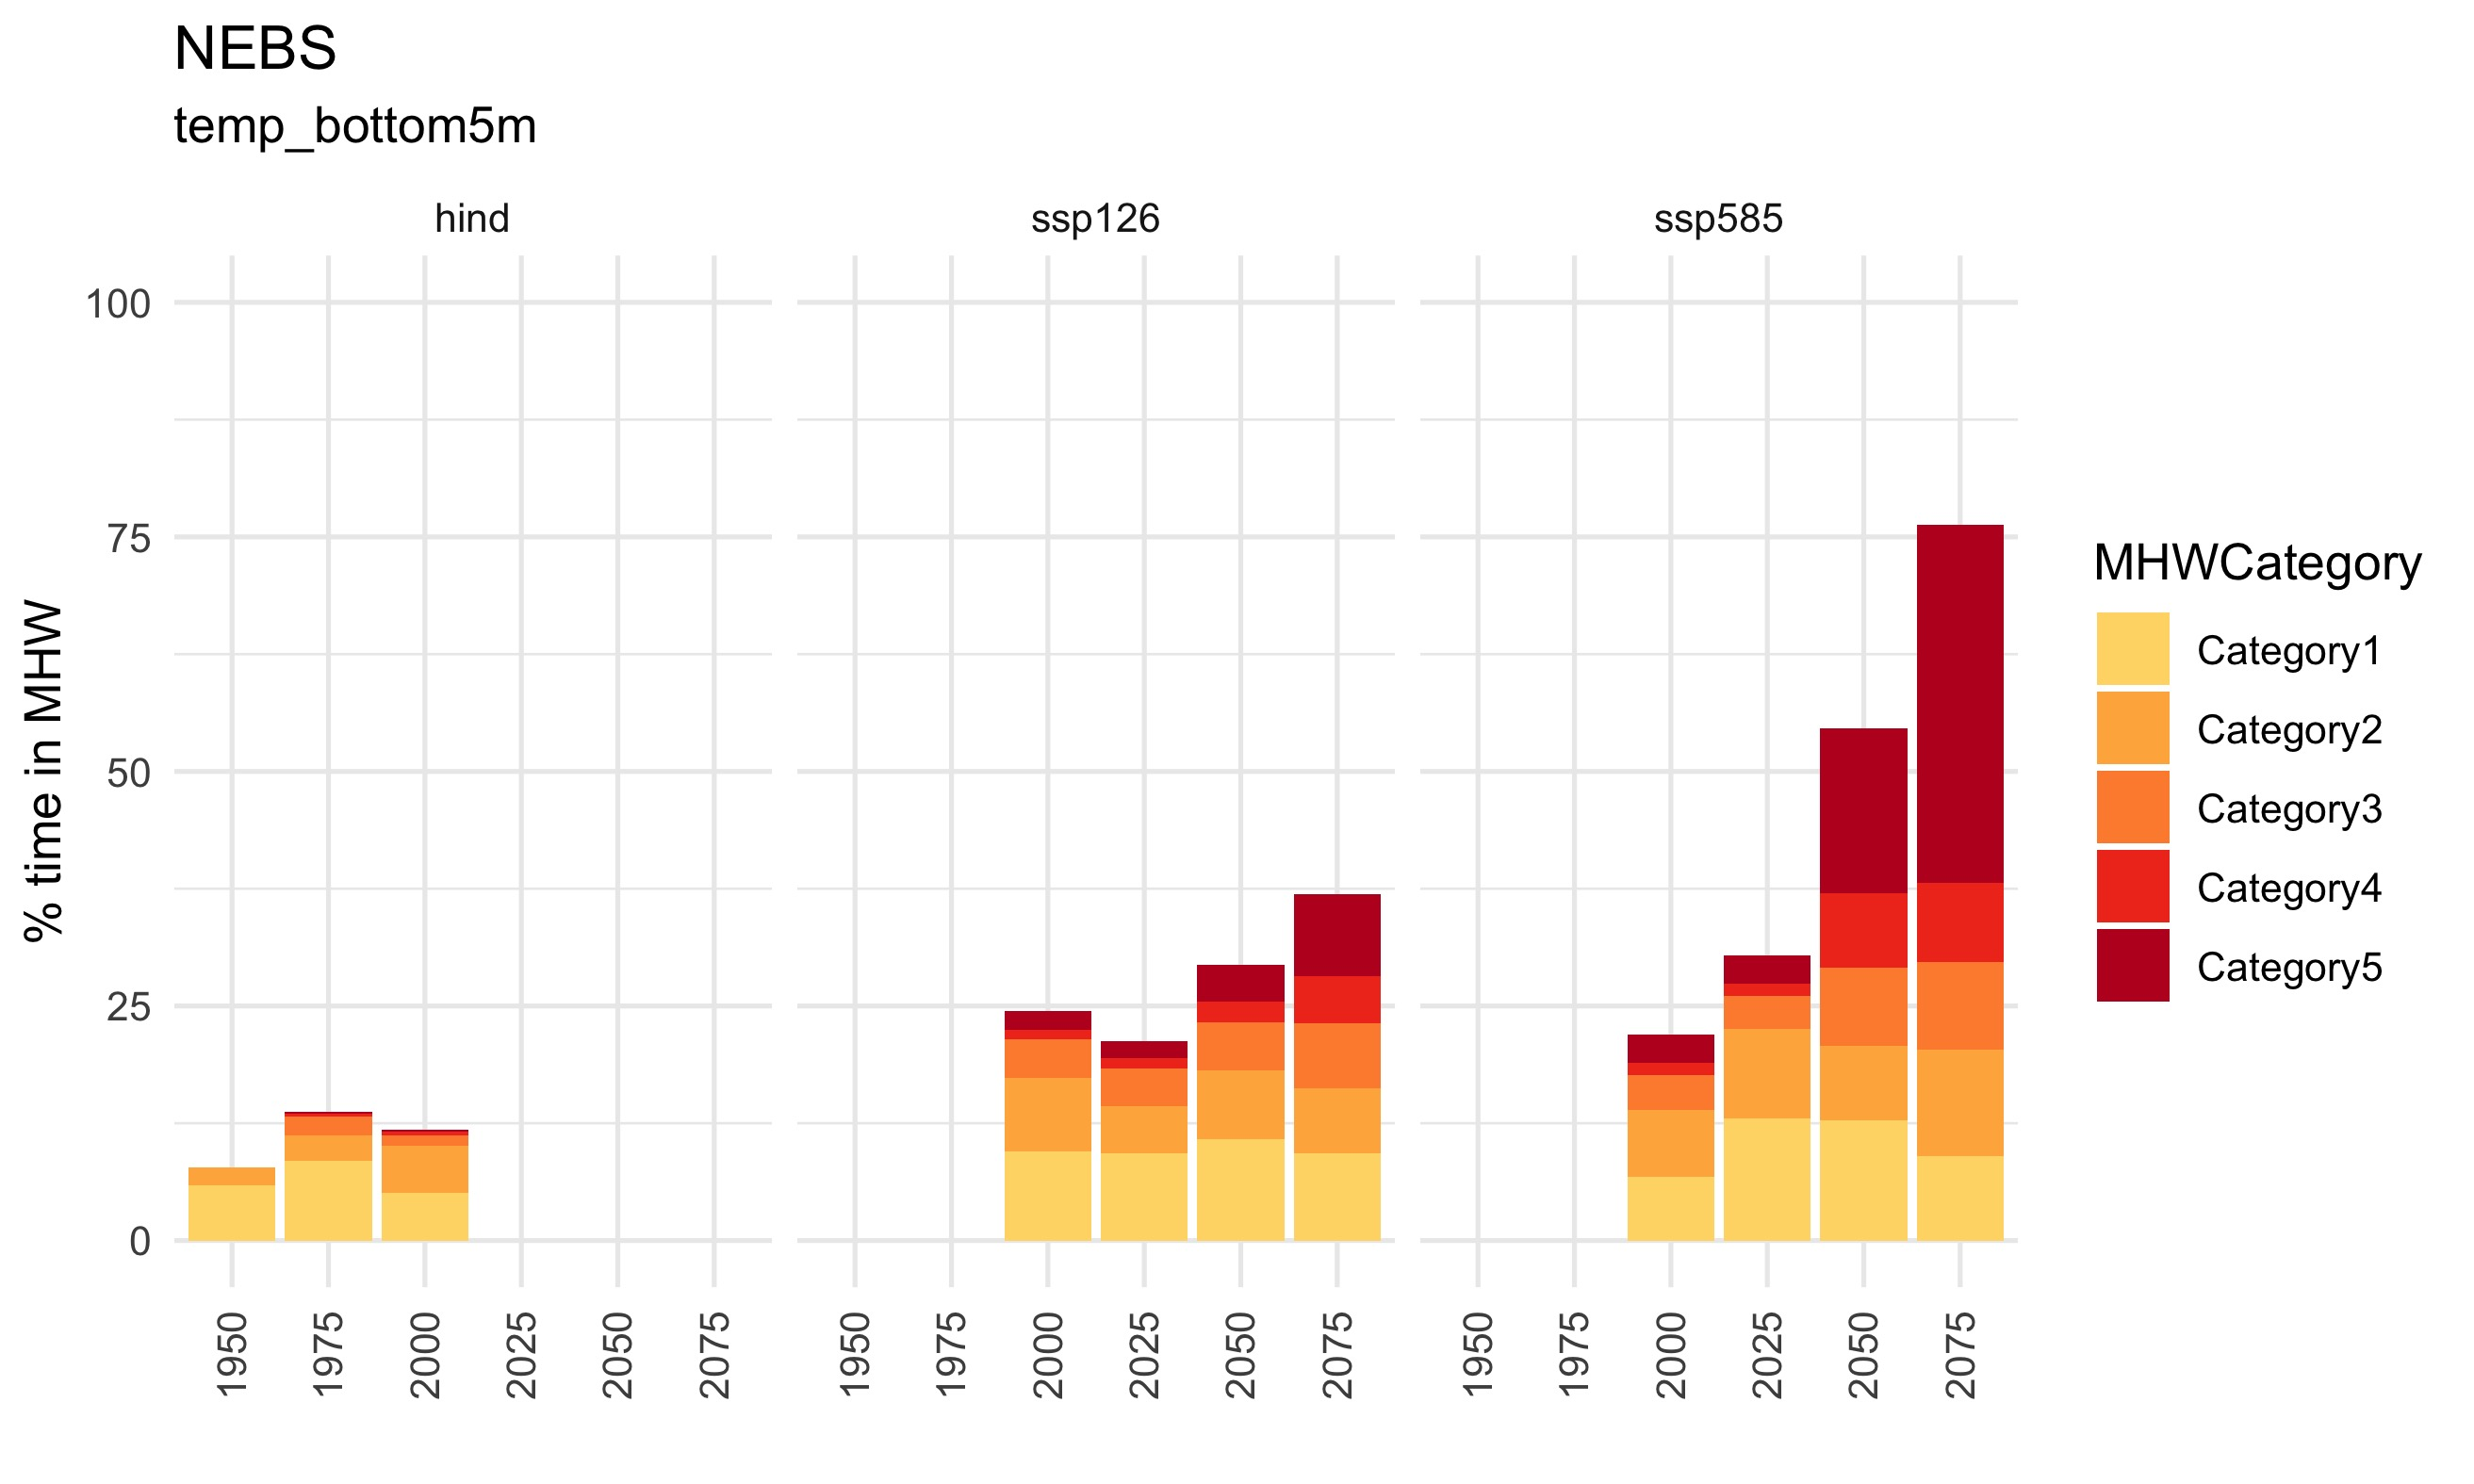 NEBS
temp_bottom5m
hind
ssp126
ssp585
100
75
50
25
0
% time in MHW
1950
1975
2000
2025
2050
2075
1950
1975
2000
2025
2050
2075
1950
1975
2000
2025
2050
2075
MHWCategory
Category1
Category2
Category3
Category4
Category5